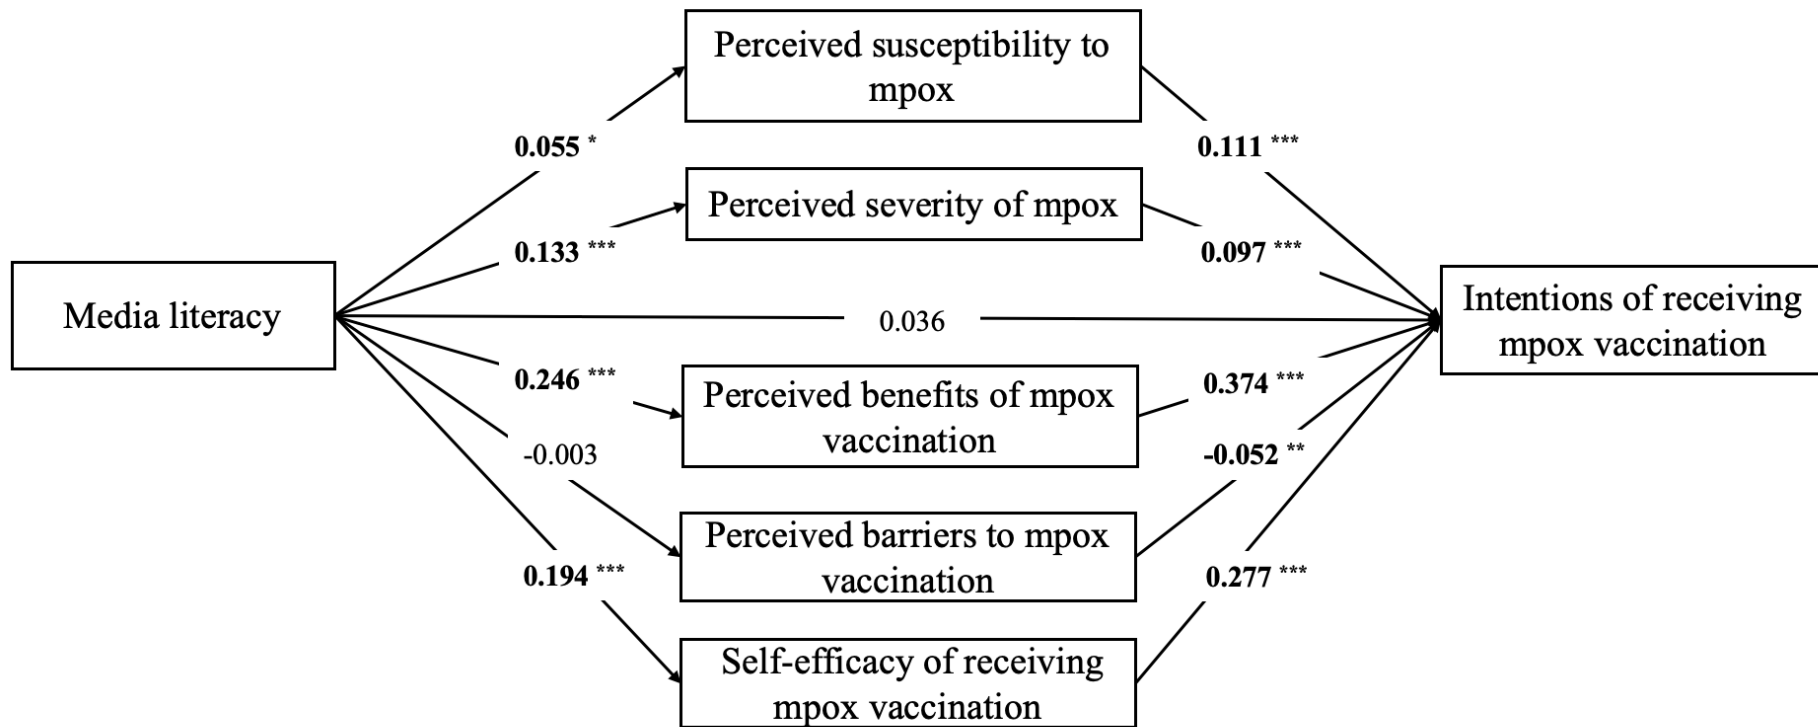 Perceived susceptibility to
mpox
0.055 *
0.111 ***
Perceived severity of mpox
0.133 ***
0.097 ***
Media literacy
0.036
Intentions of receiving
mpox vaccination
0.246 ***
Perceived benefits of mpox
vaccination
0.374 ***
-0.003
-0.052 **
Perceived barriers to mpox
vaccination
0.194 ***
0.277 ***
Self-efficacy of receiving
mpox vaccination